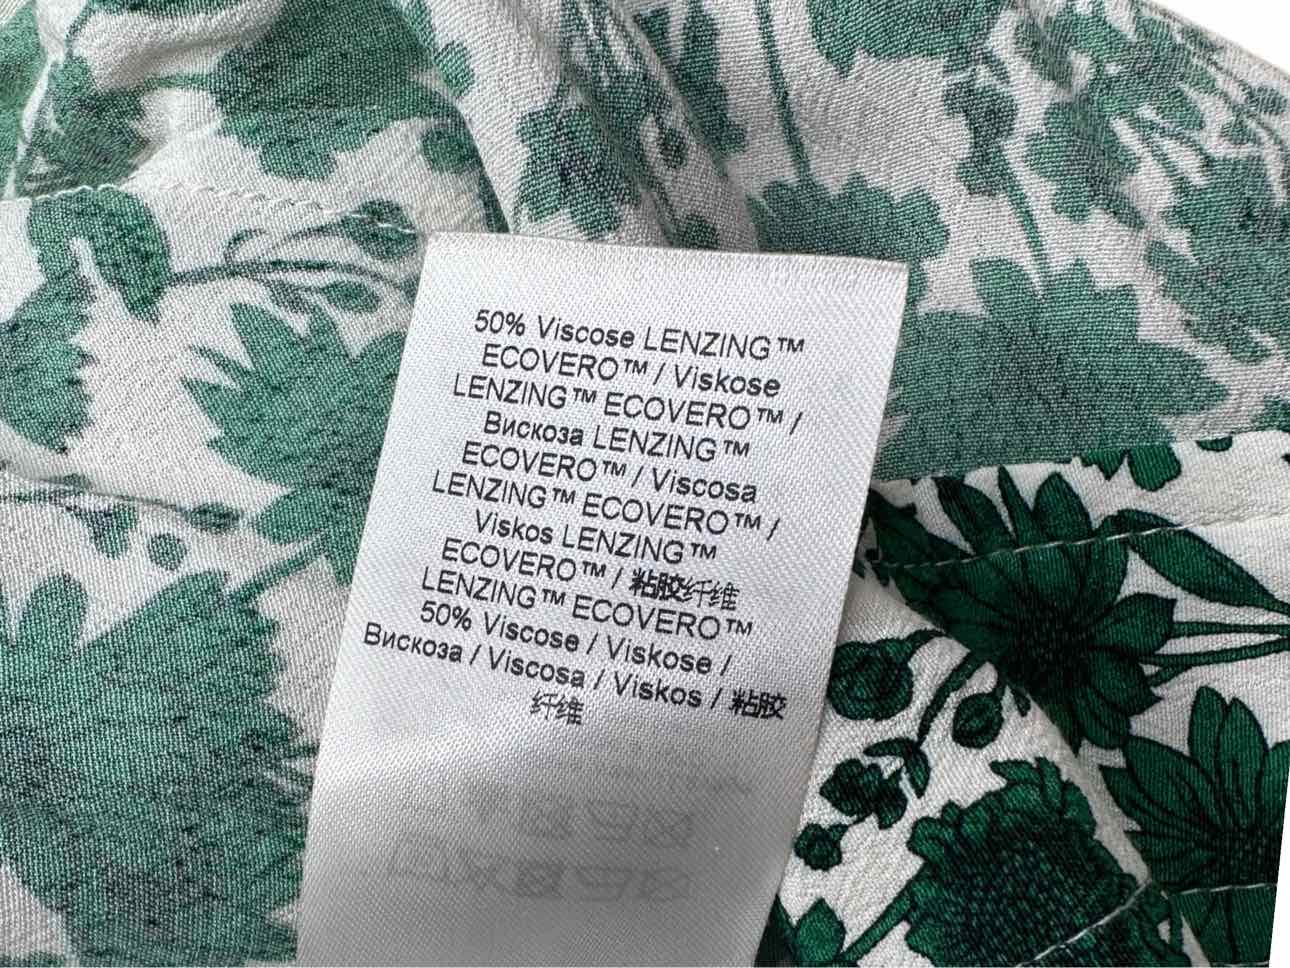 50% Viscose LENZING™
ECOVERO™ / Viskose
LENZING™ ECOVERO™ /
Вискоза LENZING™
ECOVERO™ / Viscosa
LENZING™ ECOVERO™ /
Viskos LENZING™
ECOVERO™ / 粘胶纤维
LENZING™ ECOVERO™
50% Viscose / Viskose /
Вискоза / Viscosa / Viskos / 粘胶
纤维